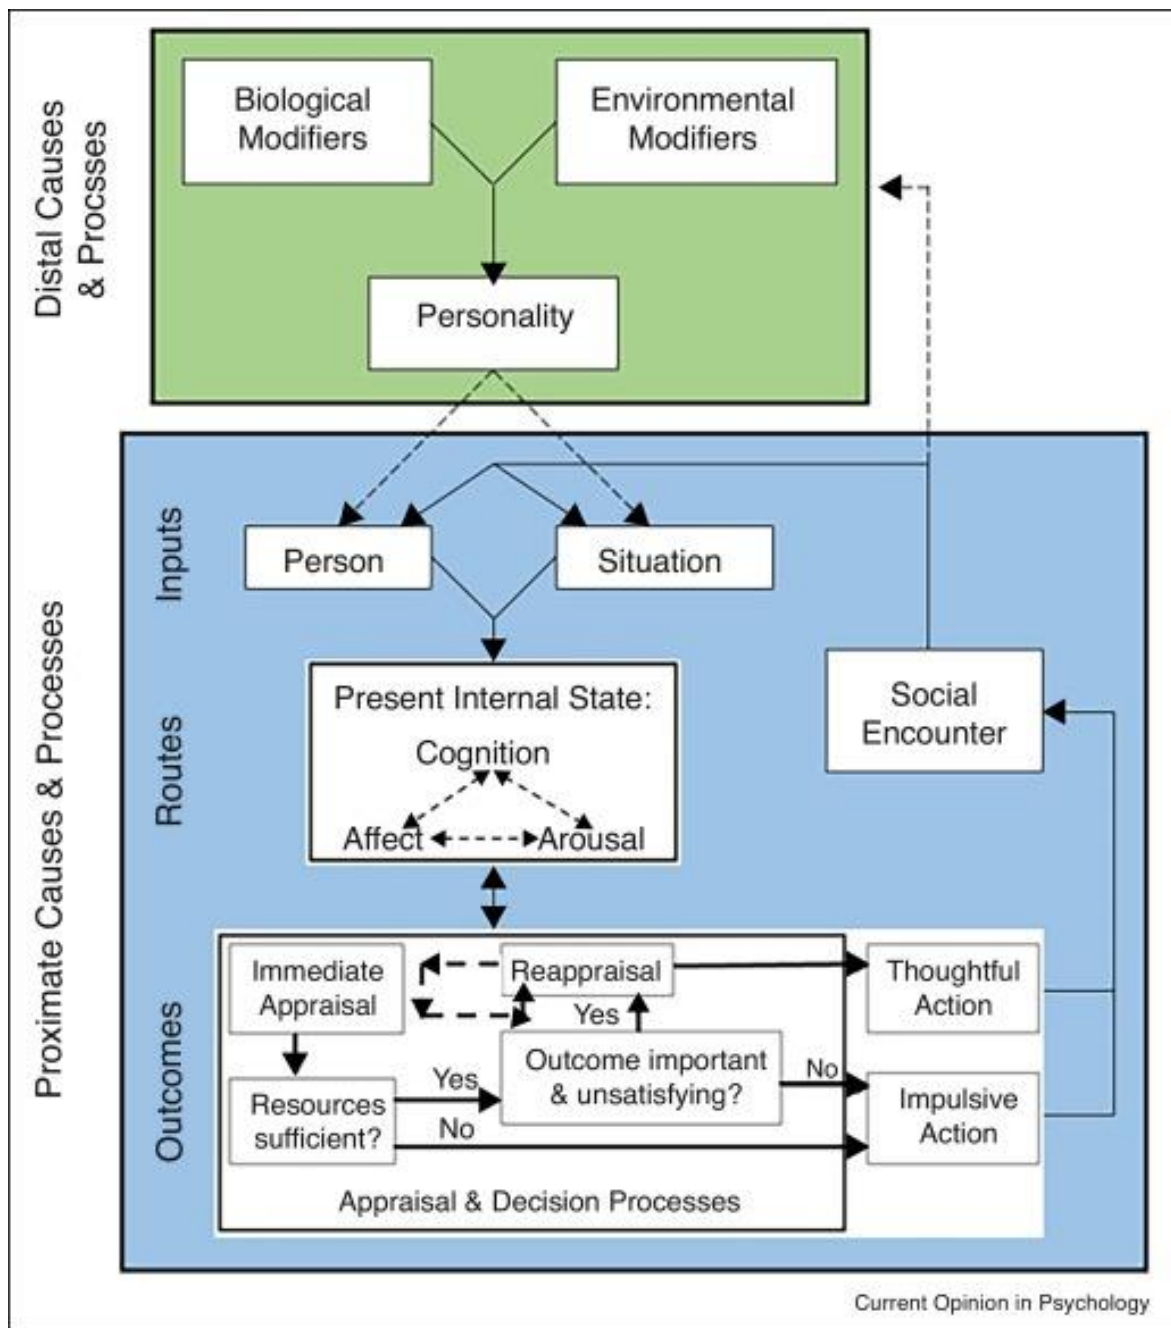 Distal Causes
& Procsses
Biological
Modifiers
Environmental
Modifiers
Personality
Proximate Causes & Processes
Inputs
Person
Situation
Routes
Present Internal State:
Cognition
Affect
Arousal
Social
Encounter
Outcomes
Immediate
Appraisal
Reappraisal
Thoughtful
Action
Yes
Resources
sufficient?
Yes
No
Outcome important
& unsatisfying?
No
Impulsive
Action
Appraisal & Decision Processes
Current Opinion in Psychology